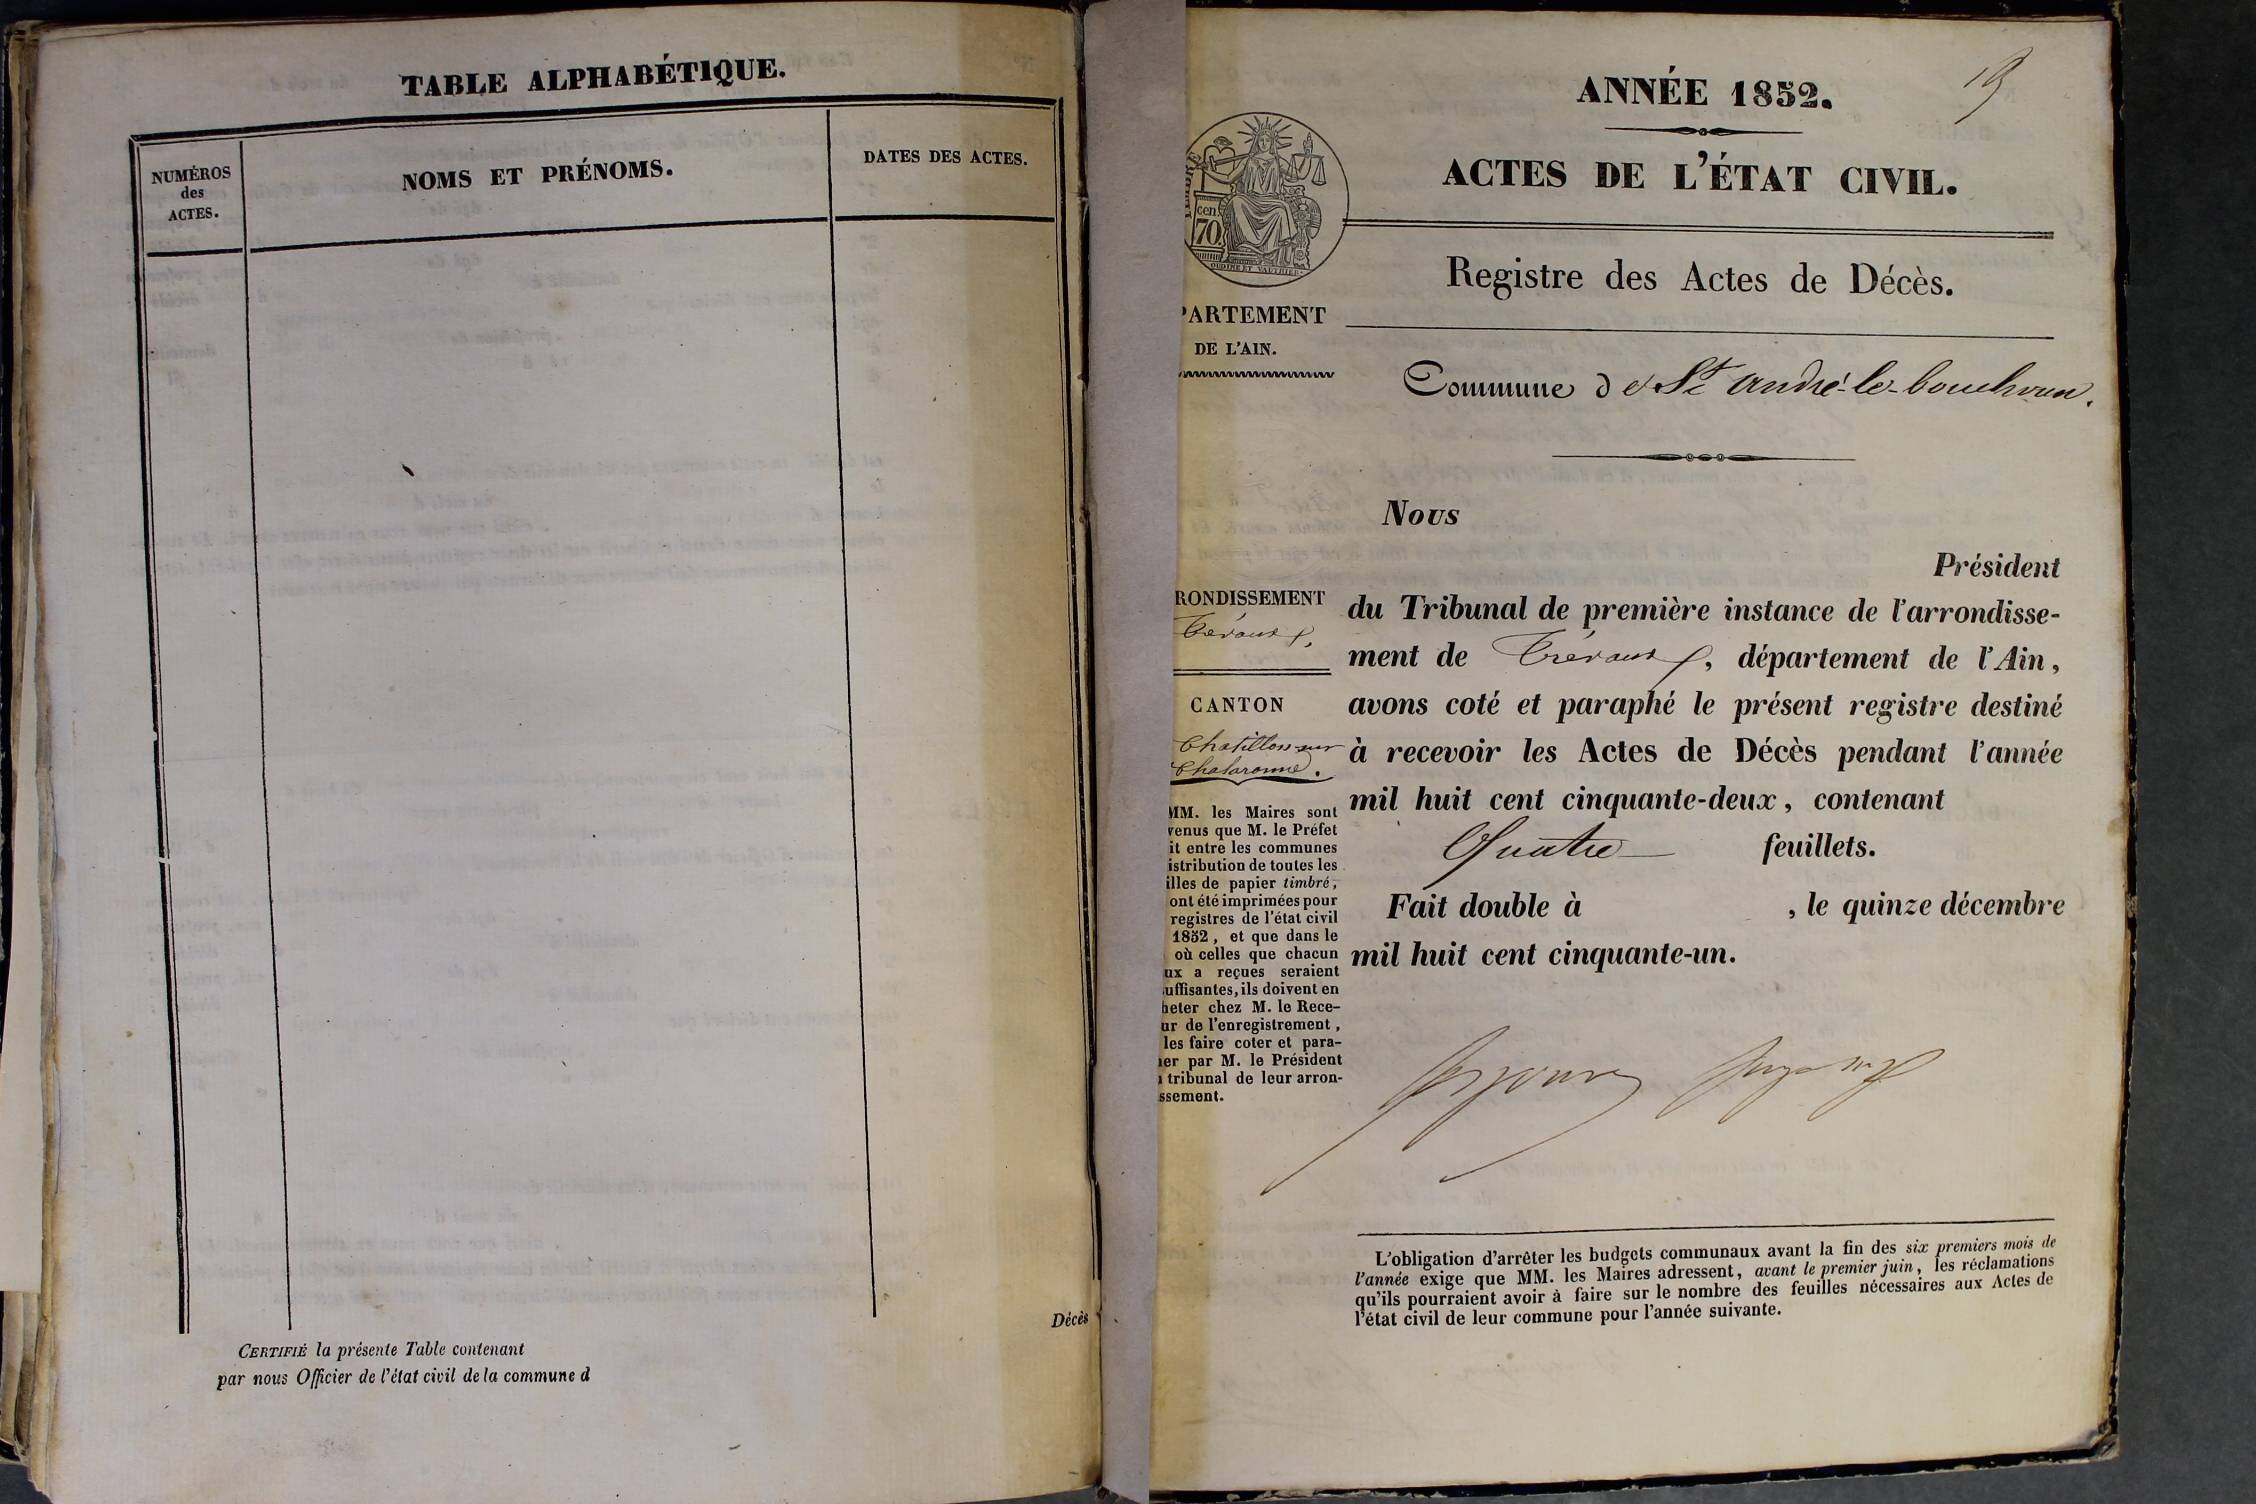 TABLE ALPHABÉTIQUE.
NUMÉROS
des
ACTES.
NOMS ET PRÉNOMS.
DATES DES ACTES.
Décès
CERTIFIÉ la présente Table contenant
par nous Officier de l'état civil de la commune d
19
ANNÉE 1852.
ACTES DE L'ÉTAT CIVIL.
cen.
70.
OUDINE ET VAUTHIER
Registre des Actes de Décès.
PARTEMENT
DE L'AIN.
Commune de St André-le-bouchoux.
Nous
Président
RONDISSEMENT
Trévoux.
du Tribunal de première instance de l'arrondisse-
ment de Trévoux, département de l'Ain,
CANTON
Chatillon-sur
Chalaronne.
avons coté et paraphé le présent registre destiné
à recevoir les Actes de Décès pendant l'année
mil huit cent cinquante-deux, contenant
Quatre feuillets.
Fait double à , le quinze décembre
mil huit cent cinquante-un.
MM. les Maires sont
venus que M. le Préfet
it entre les communes
istribution de toutes les
illes de papier timbré,
ont été imprimées pour
registres de l'état civil
1852, et que dans le
où celles que chacun
ux a reçues seraient
uffisantes, ils doivent en
heter chez M. le Rece-
ur de l'enregistrement,
les faire coter et para-
er par M. le Président
tribunal de leur arron-
ssement.
L'obligation d'arrêter les budgets communaux avant la fin des six premiers mois de
l'année exige que MM. les Maires adressent, avant le premier juin, les réclamations
qu'ils pourraient avoir à faire sur le nombre des feuilles nécessaires aux Actes de
l'état civil de leur commune pour l'année suivante.